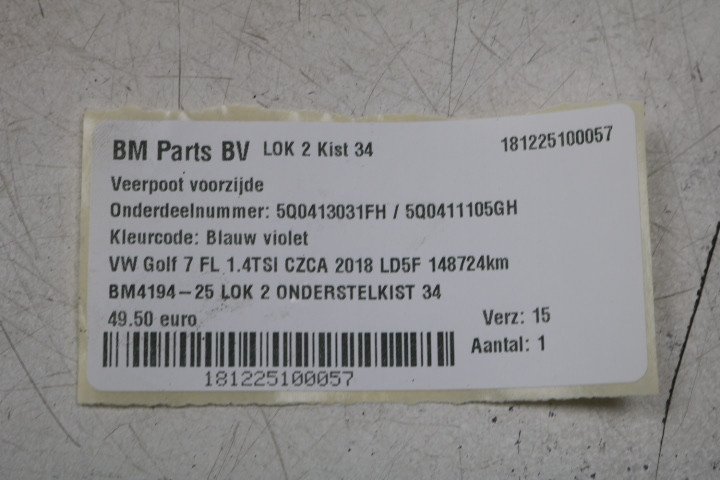 BM Parts BV LOK 2 Kist 34 181225100057
Veerpoot voorzijde
Onderdeelnummer: 5Q0413031FH / 5Q0411105GH
Kleurcode: Blauw violet
VW Golf 7 FL 1.4TSI CZCA 2018 LD5F 148724km
BM4194-25 LOK 2 ONDERSTELKIST 34
49.50 euro Verz: 15
Aantal: 1
181225100057